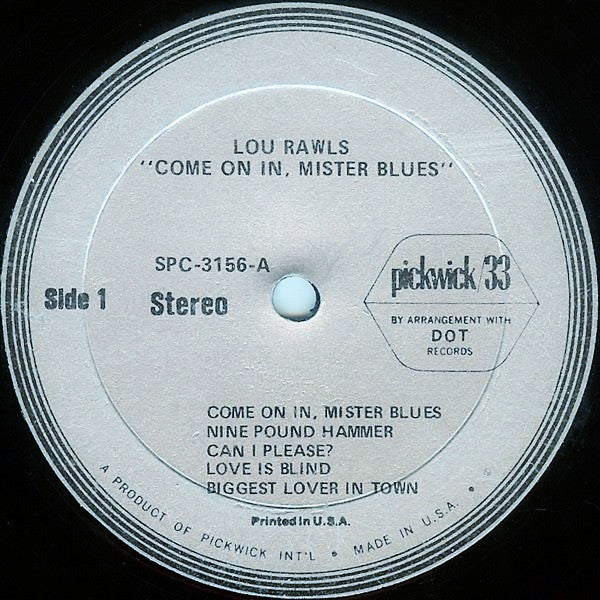 LOU RAWLS
"COME ON IN, MISTER BLUES"
SPC-3156-A
Side 1 Stereo
pickwick/33
BY ARRANGEMENT WITH
DOT
RECORDS
COME ON IN, MISTER BLUES
NINE POUND HAMMER
CAN I PLEASE?
LOVE IS BLIND
BIGGEST LOVER IN TOWN
Printed in U.S.A.
A PRODUCT OF PICKWICK INT'L • MADE IN U.S.A. •